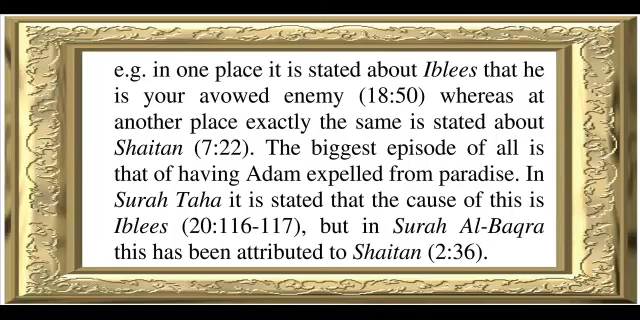 e.g. in one place it is stated about Iblees that he
is your avowed enemy (18:50) whereas at
another place exactly the same is stated about
Shaitan (7:22). The biggest episode of all is
that of having Adam expelled from paradise. In
Surah Taha it is stated that the cause of this is
Iblees (20:116-117), but in Surah Al-Baqra
this has been attributed to Shaitan (2:36).